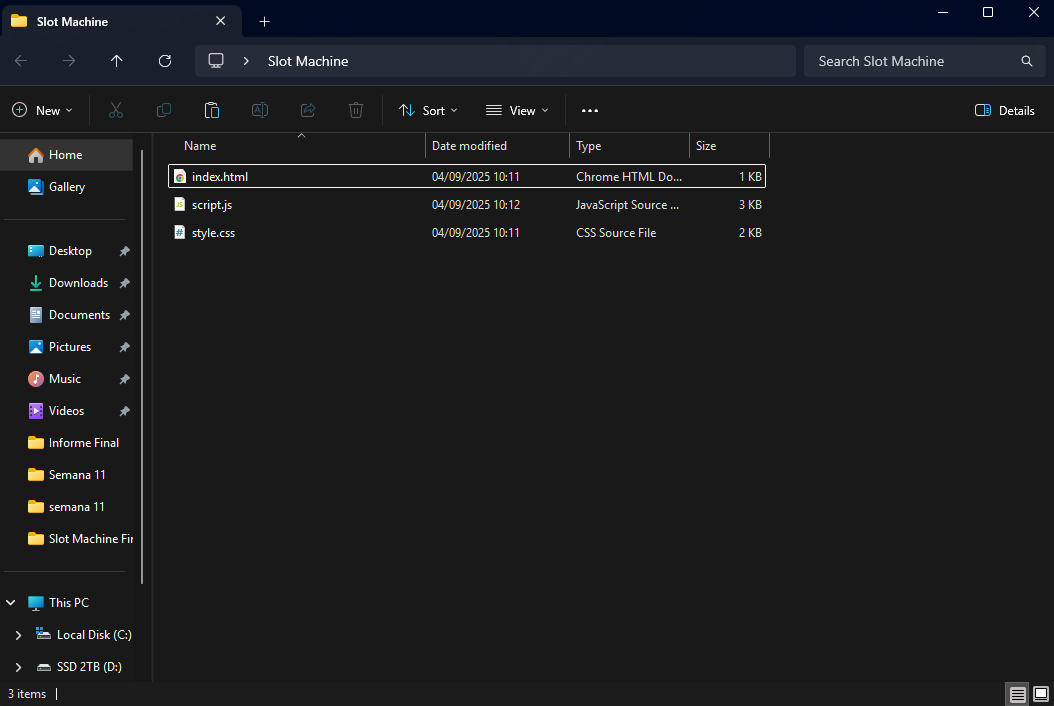 Slot Machine
Slot Machine
Search Slot Machine
New
Sort
View
Details
Name Date modified Type Size
index.html 04/09/2025 10:11 Chrome HTML Do... 1 KB
script.js 04/09/2025 10:12 JavaScript Source ... 3 KB
style.css 04/09/2025 10:11 CSS Source File 2 KB
Home
Gallery
Desktop
Downloads
Documents
Pictures
Music
Videos
Informe Final
Semana 11
semana 11
Slot Machine Fir
This PC
Local Disk (C:)
SSD 2TB (D:)
3 items